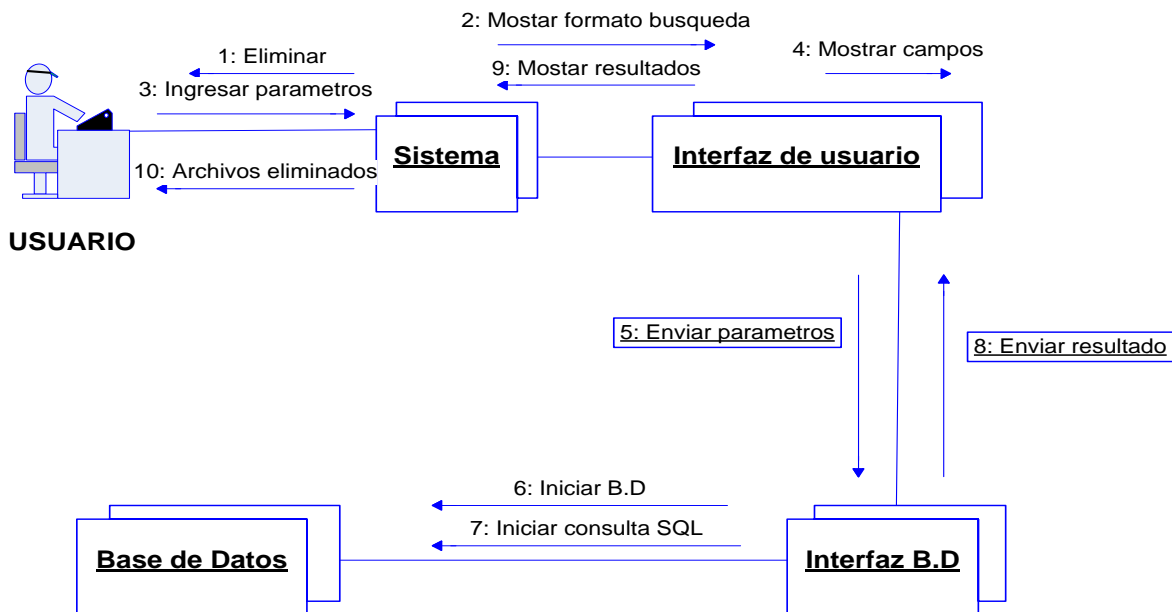 2: Mostar formato busqueda
1: Eliminar
4: Mostrar campos
9: Mostar resultados
3: Ingresar parametros
Sistema
Interfaz de usuario
10: Archivos eliminados
USUARIO
5: Enviar parametros
8: Enviar resultado
6: Iniciar B.D
7: Iniciar consulta SQL
Base de Datos
Interfaz B.D